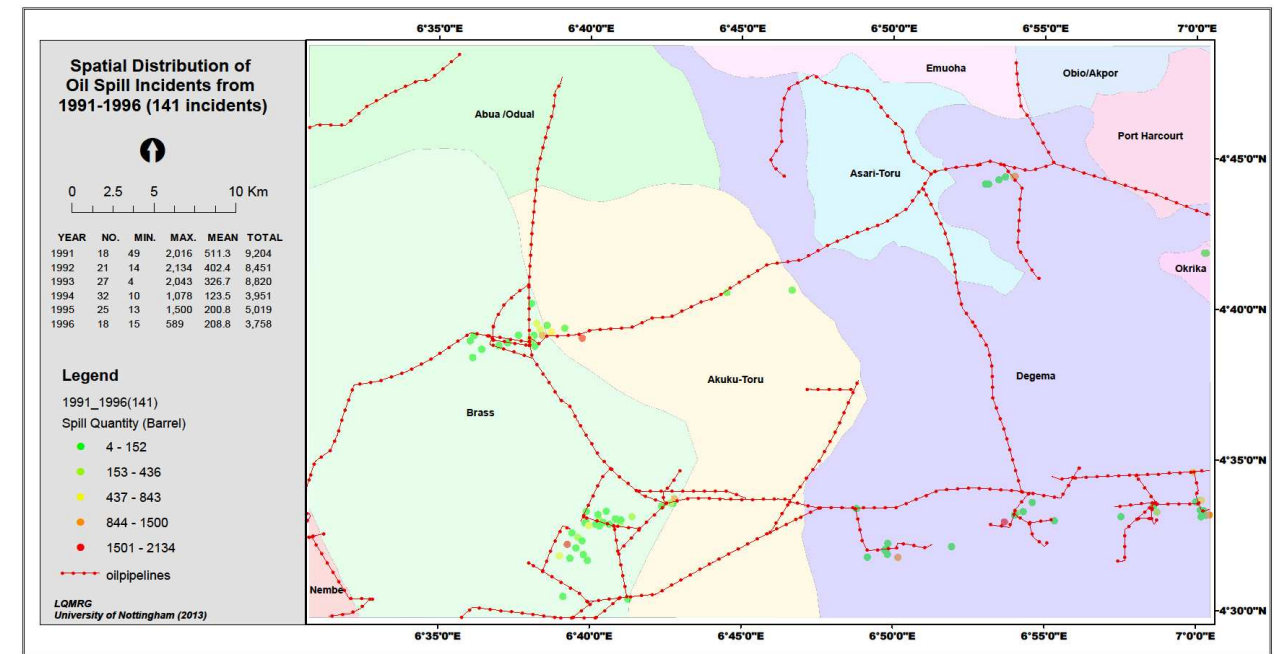 Spatial Distribution of
Oil Spill Incidents from
1991-1996 (141 incidents)
0 2.5 5 10 Km
YEAR NO. MIN. MAX. MEAN TOTAL
1991 18 49 2,016 511.3 9,204
1992 21 14 2,134 402.4 8,451
1993 27 4 2,043 326.7 8,820
1994 32 10 1,078 123.5 3,951
1995 25 13 1,500 200.8 5,019
1996 18 15 589 208.8 3,758
Legend
1991_1996(141)
Spill Quantity (Barrel)
4 - 152
153 - 436
437 - 843
844 - 1500
1501 - 2134
oilpipelines
LQMRG
University of Nottingham (2013)
6°35'0"E 6°40'0"E 6°45'0"E 6°50'0"E 6°55'0"E 7°0'0"E
Emuoha
Obio/Akpor
Abua /Odual
Port Harcourt
4°45'0"N
Asari-Toru
Okrika
4°40'0"N
Degema
Akuku-Toru
Brass
4°35'0"N
Nembe
4°30'0"N
6°35'0"E 6°40'0"E 6°45'0"E 6°50'0"E 6°55'0"E 7°0'0"E